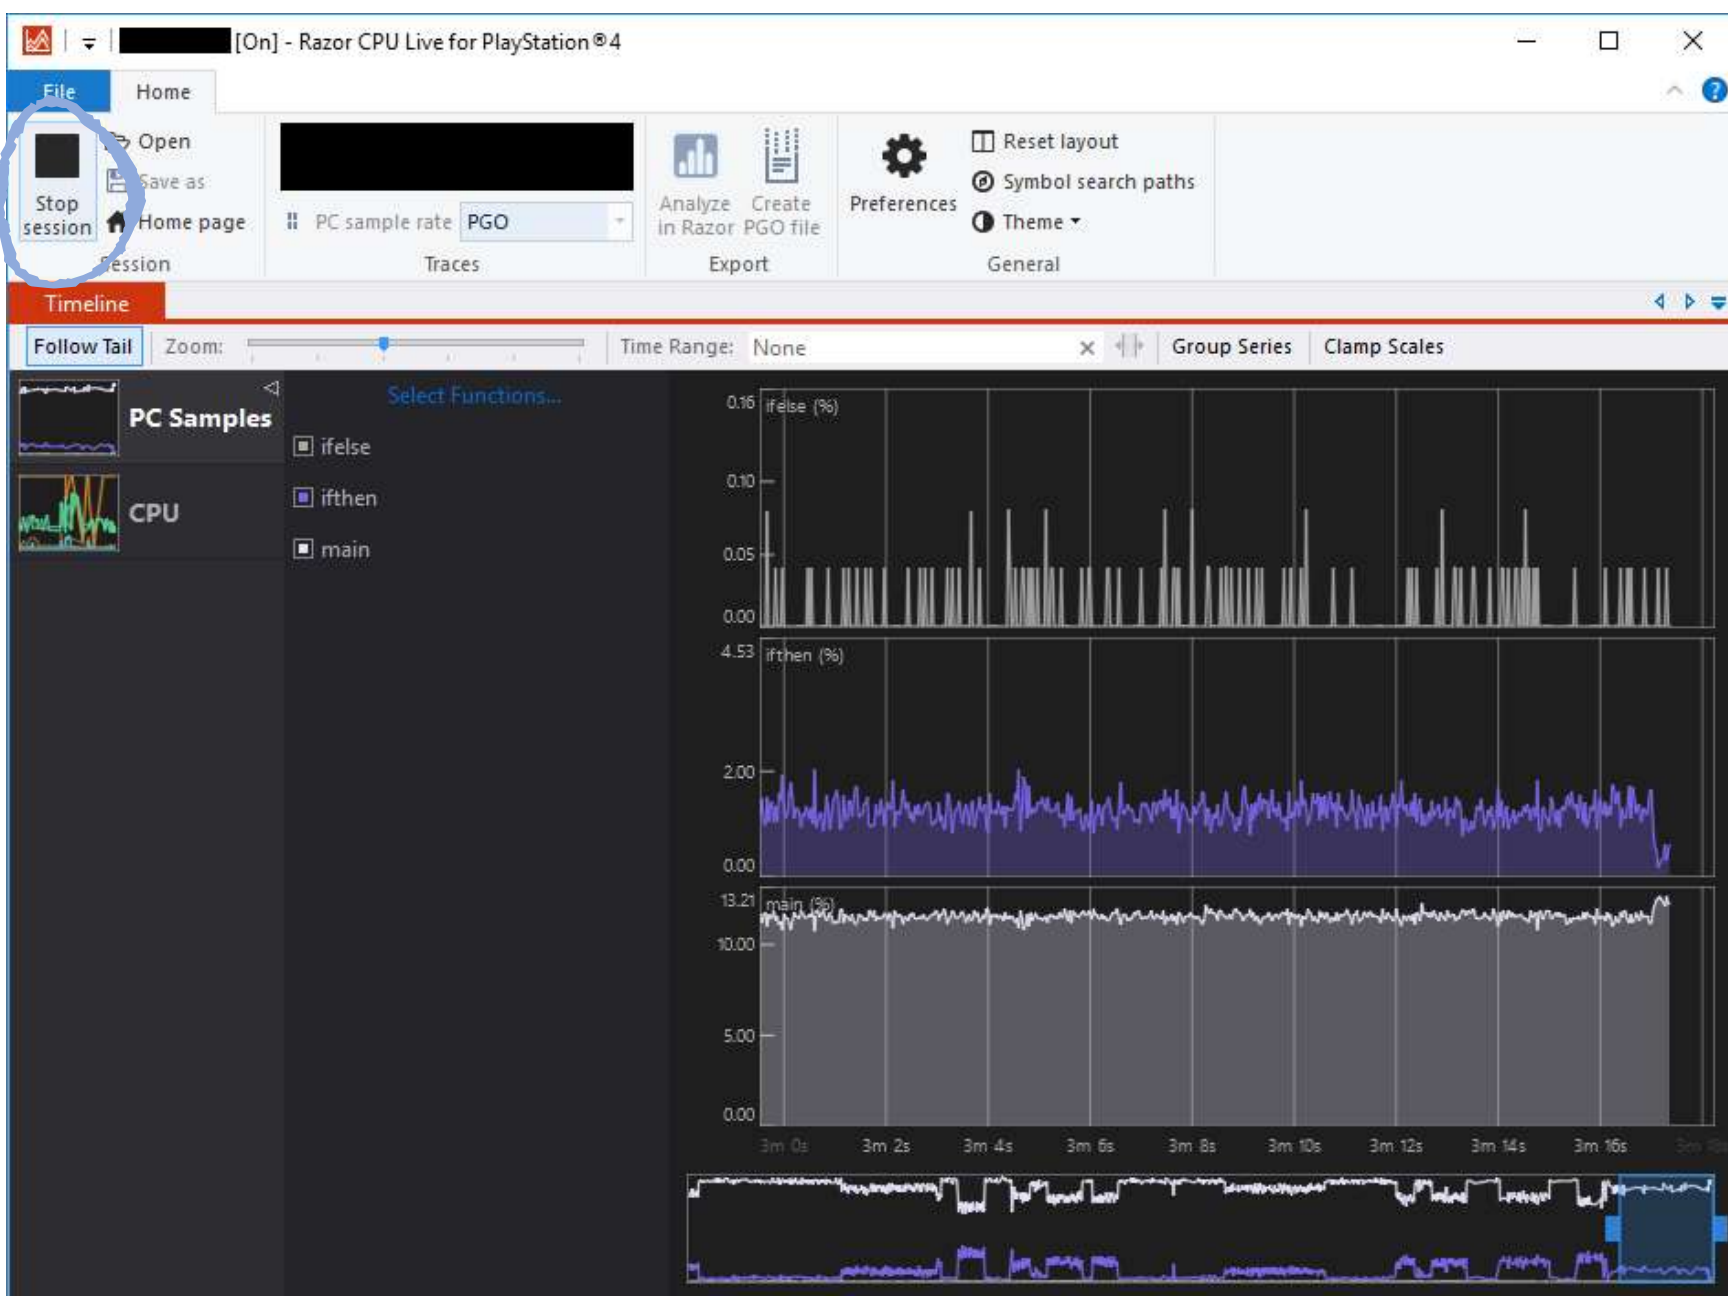 [On] - Razor CPU Live for PlayStation®4
File Home
Stop session
Open
Save as
Home page
Session
PC sample rate PGO
Traces
Analyze in Razor
Create PGO file
Export
Preferences
Reset layout
Symbol search paths
Theme
General
Timeline
Follow Tail Zoom: Time Range: None Group Series Clamp Scales
PC Samples
CPU
Select Functions...
ifelse
ifthen
main
0.16 ifelse (%)
0.10
0.05
0.00
4.53 ifthen (%)
2.00
0.00
13.21 main (%)
10.00
5.00
0.00
3m 0s 3m 2s 3m 4s 3m 6s 3m 8s 3m 10s 3m 12s 3m 14s 3m 16s 3m 18s